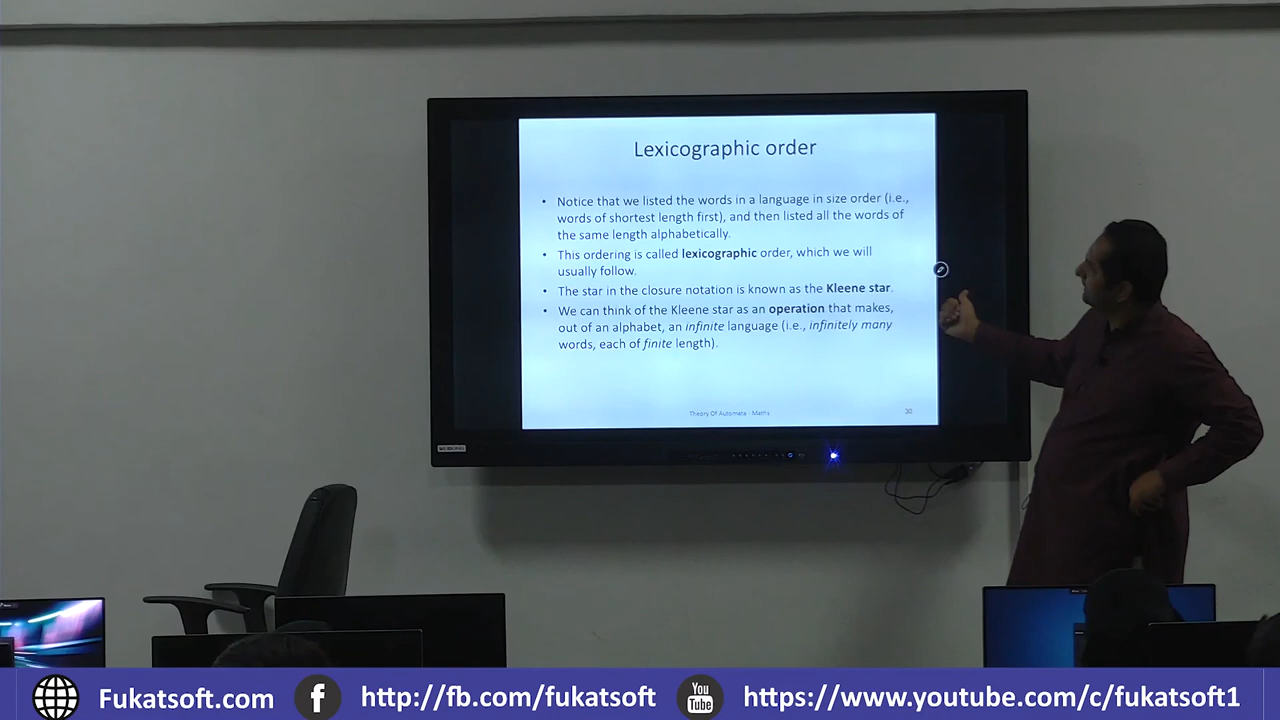 Lexicographic order
• Notice that we listed the words in a language in size order (i.e.,
words of shortest length first), and then listed all the words of
the same length alphabetically.
• This ordering is called lexicographic order, which we will
usually follow.
• The star in the closure notation is known as the Kleene star.
• We can think of the Kleene star as an operation that makes,
out of an alphabet, an infinite language (i.e., infinitely many
words, each of finite length).
Theory Of Automata - Maths
30
Fukatsoft.com
http://fb.com/fukatsoft
You
Tube
https://www.youtube.com/c/fukatsoft1